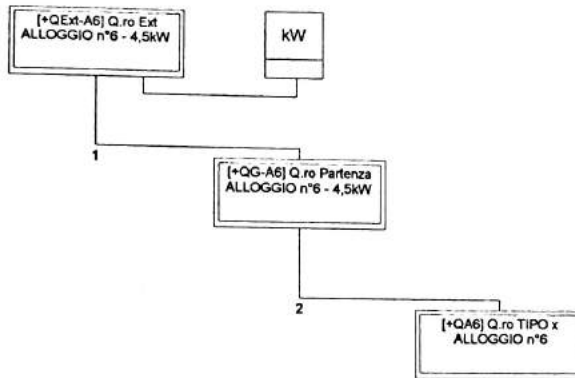 [+QExt-A6] Q.ro Ext
ALLOGGIO n°6 - 4,5kW
kW
1
[+QG-A6] Q.ro Partenza
ALLOGGIO n°6 - 4,5kW
2
[+QA6] Q.ro TIPO x
ALLOGGIO n°6